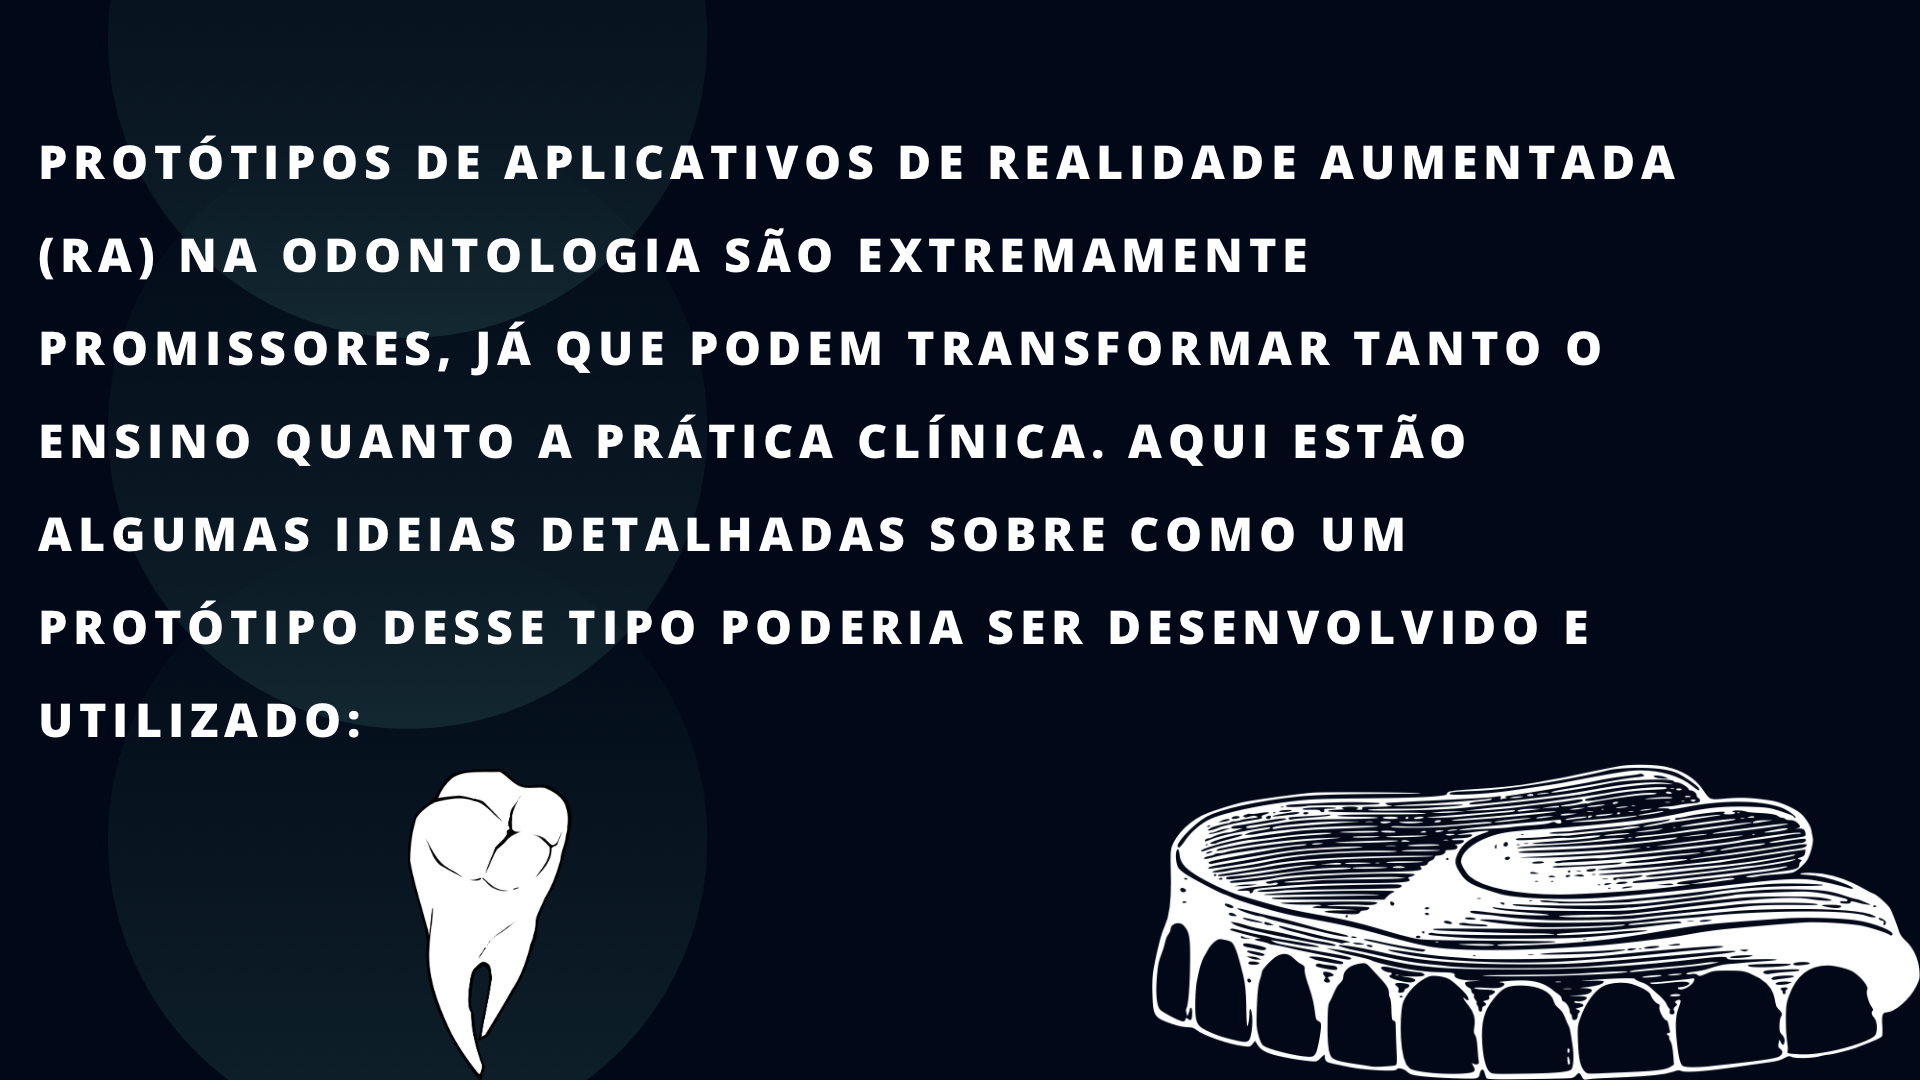 PROTÓTIPOS DE APLICATIVOS DE REALIDADE AUMENTADA
(RA) NA ODONTOLOGIA SÃO EXTREMAMENTE
PROMISSORES, JÁ QUE PODEM TRANSFORMAR TANTO O
ENSINO QUANTO A PRÁTICA CLÍNICA. AQUI ESTÃO
ALGUMAS IDEIAS DETALHADAS SOBRE COMO UM
PROTÓTIPO DESSE TIPO PODERIA SER DESENVOLVIDO E
UTILIZADO: